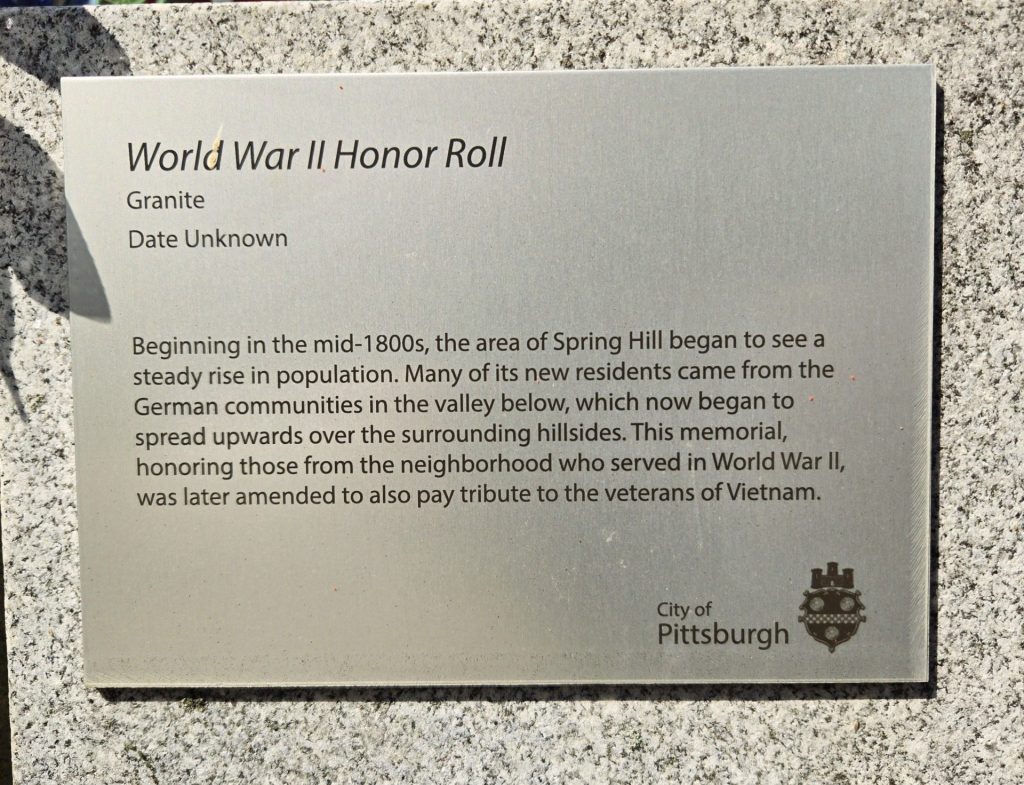 World War II Honor Roll
Granite
Date Unknown
Beginning in the mid-1800s, the area of Spring Hill began to see a
steady rise in population. Many of its new residents came from the
German communities in the valley below, which now began to
spread upwards over the surrounding hillsides. This memorial,
honoring those from the neighborhood who served in World War II,
was later amended to also pay tribute to the veterans of Vietnam.
City of
Pittsburgh